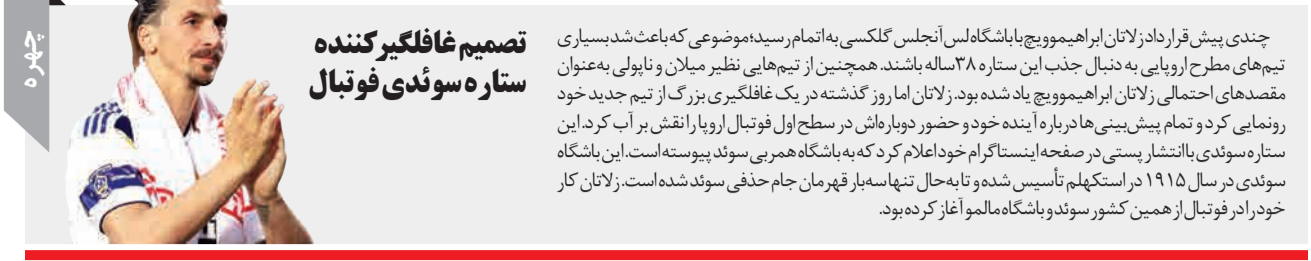 چهره
تصمیم غافلگیر کننده
ستاره سوئدی فوتبال
چندی پیش قرارداد زلاتان ابراهیموویچ با باشگاه لس آنجلس گلکسی به اتمام رسید؛ موضوعی که باعث شد بسیاری
تیم‌های مطرح اروپایی به دنبال جذب این ستاره ۳۸ساله باشند. همچنین از تیم‌هایی نظیر میلان و ناپولی به‌عنوان
مقصدهای احتمالی زلاتان ابراهیموویچ یاد شده بود. زلاتان اما روز گذشته در یک غافلگیری بزرگ از تیم جدید خود
رونمایی کرد و تمام پیش‌بینی‌ها درباره آینده خود و حضور دوباره‌اش در سطح اول فوتبال اروپا را نقش بر آب کرد. این
ستاره سوئدی با انتشار پستی در صفحه اینستاگرام خود اعلام کرد که به باشگاه همربی سوئد پیوسته است. این باشگاه
سوئدی در سال ۱۹۱۵ در استکهلم تأسیس شده و تا به حال تنها سه‌بار قهرمان جام حذفی سوئد شده است. زلاتان کار
خود را در فوتبال از همین کشور سوئد و باشگاه مالمو آغاز کرده بود.